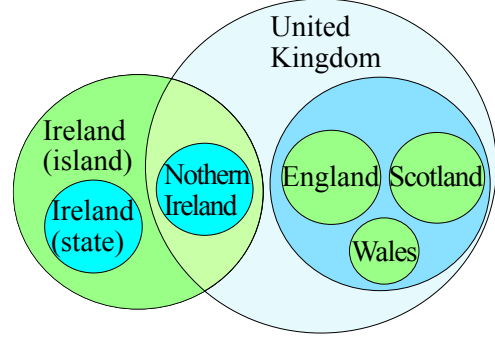 United
Kingdom
Ireland
(island)
Nothern
Ireland
England
Scotland
Ireland
(state)
Wales